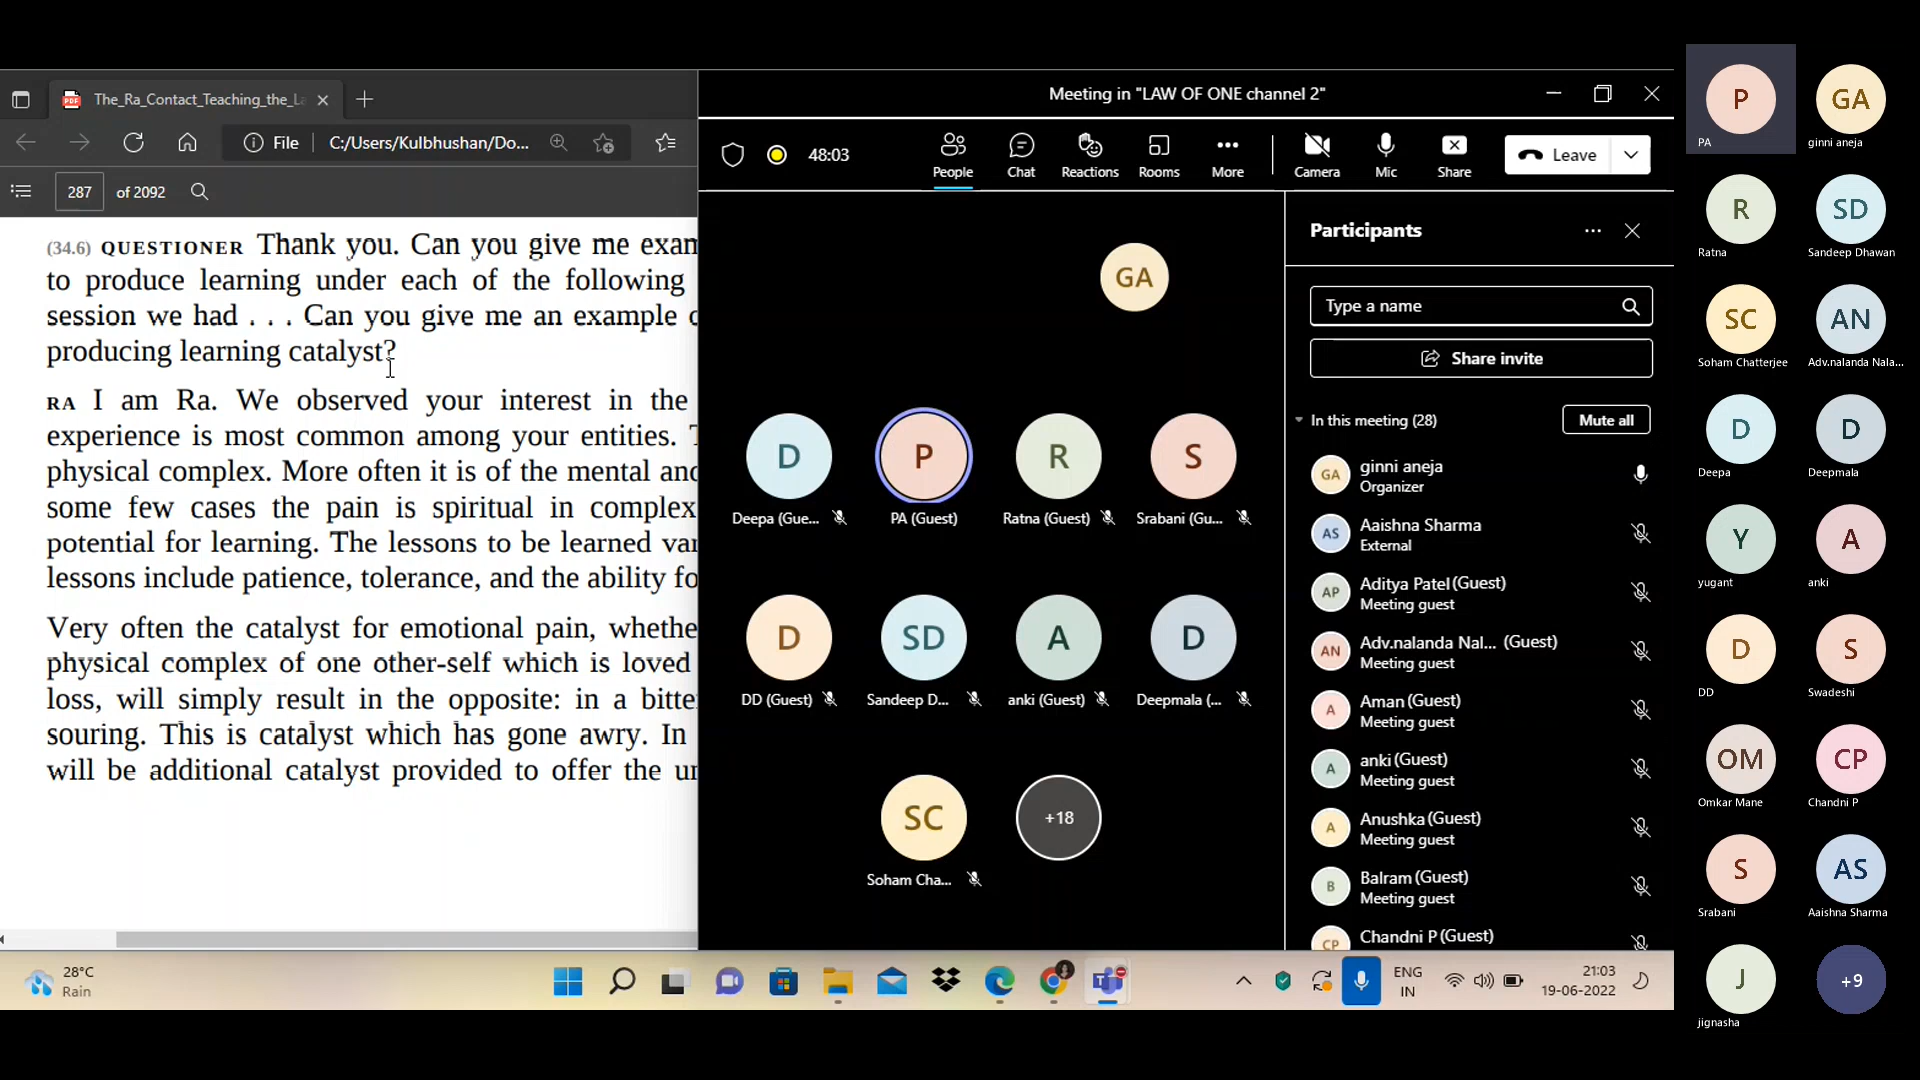 The_Ra_Contact_Teaching_the_La
File
C:/Users/Kulbhushan/Do...
287 of 2092
(34.6) QUESTIONER Thank you. Can you give me exam
to produce learning under each of the following
session we had . . . Can you give me an example o
producing learning catalyst?
RA I am Ra. We observed your interest in the
experience is most common among your entities. T
physical complex. More often it is of the mental and
some few cases the pain is spiritual in complex
potential for learning. The lessons to be learned var
lessons include patience, tolerance, and the ability fo
Very often the catalyst for emotional pain, whethe
physical complex of one other-self which is loved
loss, will simply result in the opposite: in a bitte
souring. This is catalyst which has gone awry. In
will be additional catalyst provided to offer the un
Meeting in "LAW OF ONE channel 2"
48:03
People
Chat
Reactions
Rooms
More
Camera
Mic
Share
Leave
GA
D
Deepa (Gue...
P
PA (Guest)
R
Ratna (Guest)
S
Srabani (Gu...
D
DD (Guest)
SD
Sandeep D...
A
anki (Guest)
D
Deepmala (...
SC
Soham Cha...
+18
Participants
Type a name
Share invite
In this meeting (28)
Mute all
GA
ginni aneja
Organizer
AS
Aaishna Sharma
External
AP
Aditya Patel (Guest)
Meeting guest
AN
Adv.nalanda Nal... (Guest)
Meeting guest
A
Aman (Guest)
Meeting guest
A
anki (Guest)
Meeting guest
A
Anushka (Guest)
Meeting guest
B
Balram (Guest)
Meeting guest
CP
Chandni P (Guest)
P
PA
GA
ginni aneja
R
Ratna
SD
Sandeep Dhawan
SC
Soham Chatterjee
AN
Adv.nalanda Nala...
D
Deepa
D
Deepmala
Y
yugant
A
anki
D
DD
S
Swadeshi
OM
Omkar Mane
CP
Chandni P
S
Srabani
AS
Aaishna Sharma
J
jignasha
+9
28°C
Rain
ENG
IN
21:03
19-06-2022